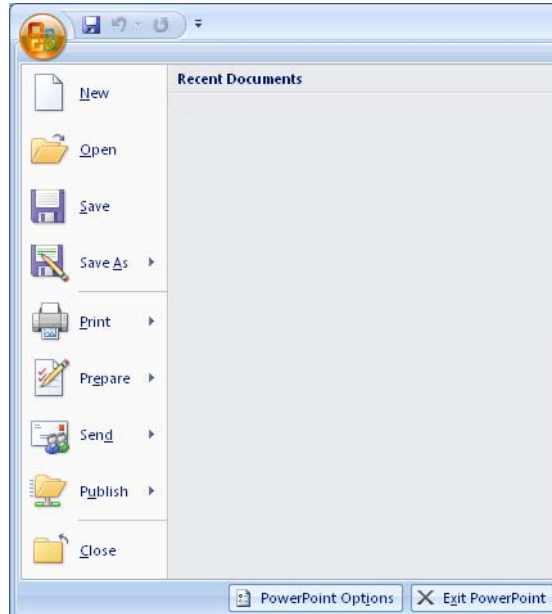 Recent Documents
New
Open
Save
Save As
Print
Prepare
Send
Publish
Close
PowerPoint Options
Exit PowerPoint